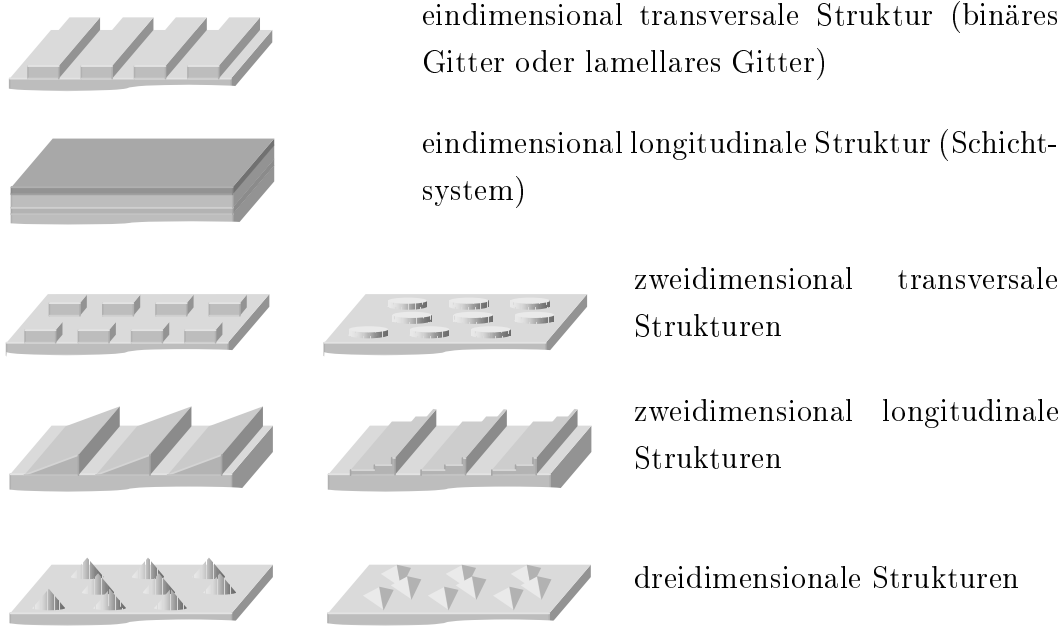 eindimensional transversale Struktur (binäres
Gitter oder lamellares Gitter)
eindimensional longitudinale Struktur (Schicht-
system)
zweidimensional transversale
Strukturen
zweidimensional longitudinale
Strukturen
dreidimensionale Strukturen